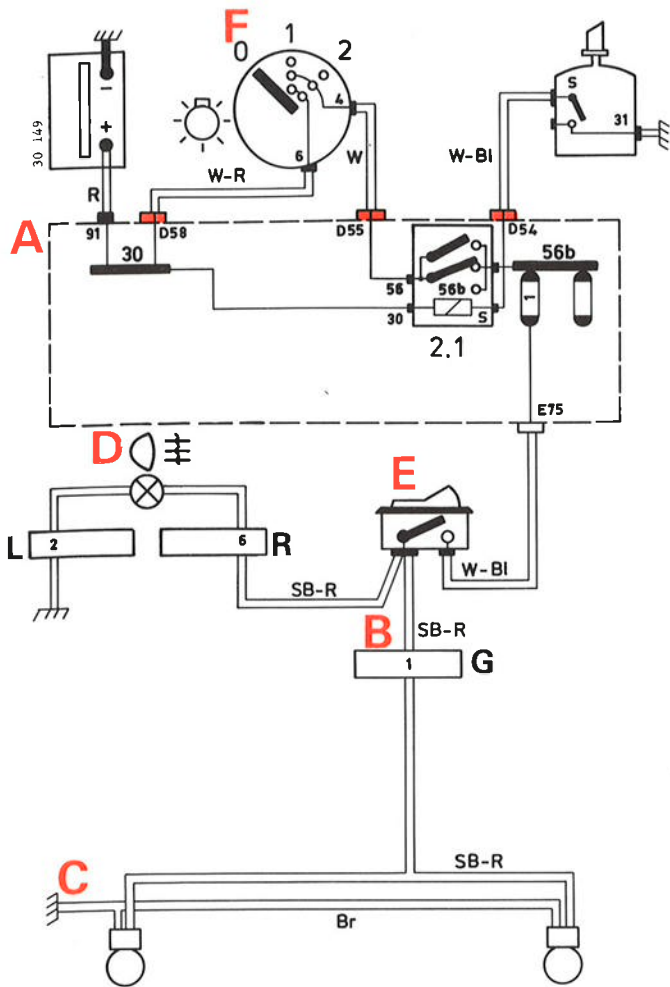 F
0
1
2
4
6
30 149
−
+
S
31
R
W-R
W
W-Bl
A
91
D58
D55
D54
30
56
56b
56b
1
30
S
2.1
E75
D
E
L
2
6
R
W-Bl
SB-R
B
SB-R
1
G
C
SB-R
Br